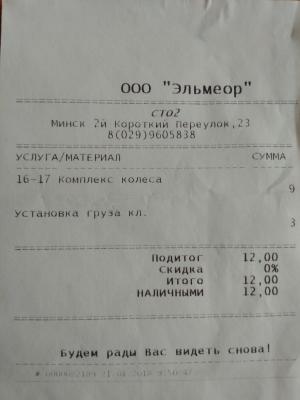 ООО "Эльмеор"
СТО2
Минск 2й Короткий Переулок,23
8(029)9605838
УСЛУГА/МАТЕРИАЛ СУММА
16-17 Комплекс колеса
9
Установка груза кл.
3
Подитог 12,00
Скидка 0%
Итого 12,00
НАЛИЧНЫМИ 12,00
Будем рады Вас видеть снова!